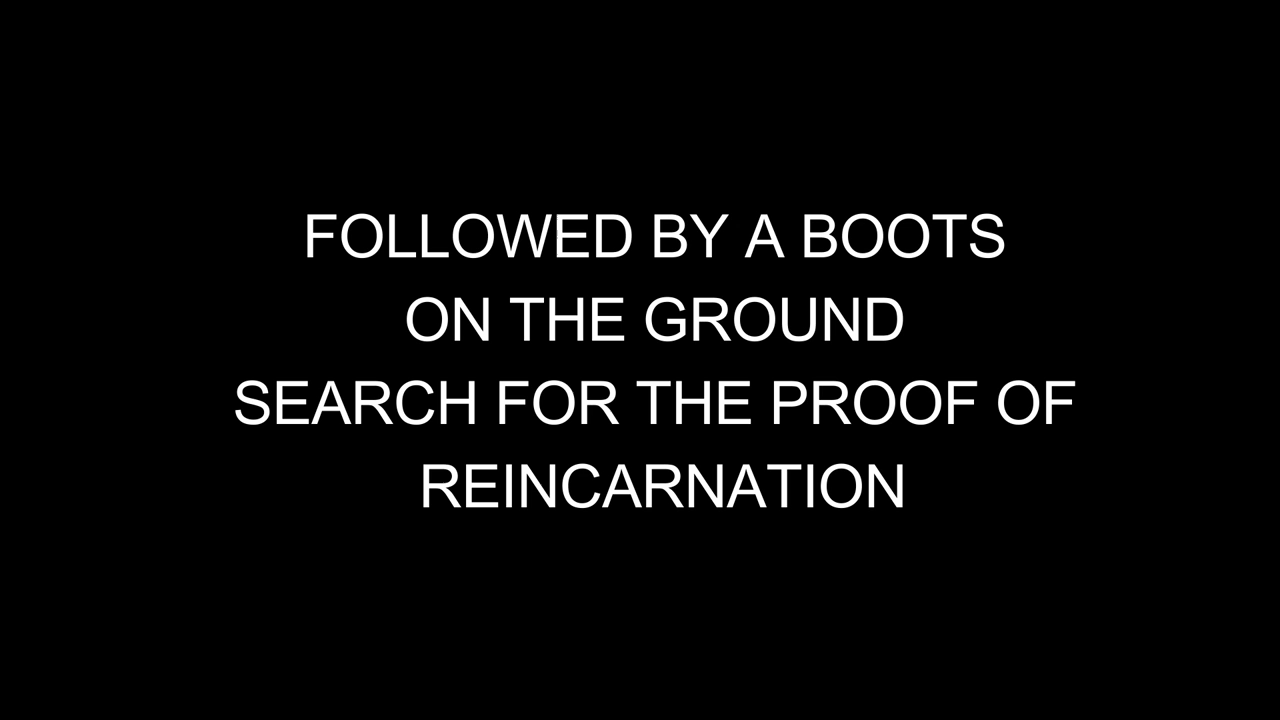 FOLLOWED BY A BOOTS
ON THE GROUND
SEARCH FOR THE PROOF OF
REINCARNATION